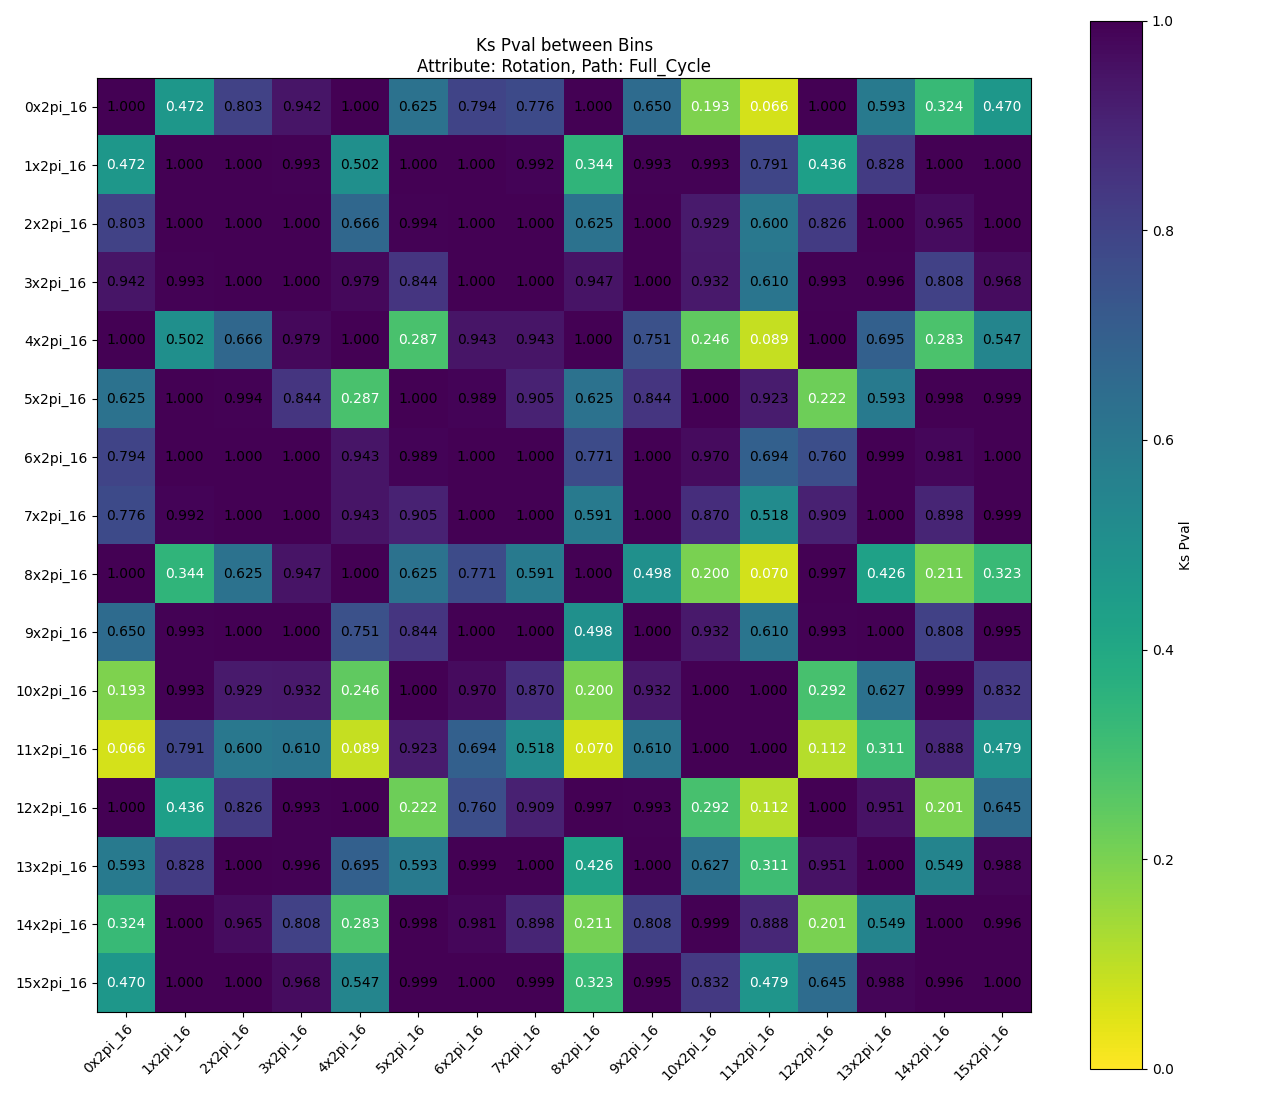 Ks Pval between Bins
Attribute: Rotation, Path: Full_Cycle
0x2pi_16 1.000 0.472 0.803 0.942 1.000 0.625 0.794 0.776 1.000 0.650 0.193 0.066 1.000 0.593 0.324 0.470
1x2pi_16 0.472 1.000 1.000 0.993 0.502 1.000 1.000 0.992 0.344 0.993 0.993 0.791 0.436 0.828 1.000 1.000
2x2pi_16 0.803 1.000 1.000 1.000 0.666 0.994 1.000 1.000 0.625 1.000 0.929 0.600 0.826 1.000 0.965 1.000
3x2pi_16 0.942 0.993 1.000 1.000 0.979 0.844 1.000 1.000 0.947 1.000 0.932 0.610 0.993 0.996 0.808 0.968
4x2pi_16 1.000 0.502 0.666 0.979 1.000 0.287 0.943 0.943 1.000 0.751 0.246 0.089 1.000 0.695 0.283 0.547
5x2pi_16 0.625 1.000 0.994 0.844 0.287 1.000 0.989 0.905 0.625 0.844 1.000 0.923 0.222 0.593 0.998 0.999
6x2pi_16 0.794 1.000 1.000 1.000 0.943 0.989 1.000 1.000 0.771 1.000 0.970 0.694 0.760 0.999 0.981 1.000
7x2pi_16 0.776 0.992 1.000 1.000 0.943 0.905 1.000 1.000 0.591 1.000 0.870 0.518 0.909 1.000 0.898 0.999
8x2pi_16 1.000 0.344 0.625 0.947 1.000 0.625 0.771 0.591 1.000 0.498 0.200 0.070 0.997 0.426 0.211 0.323
9x2pi_16 0.650 0.993 1.000 1.000 0.751 0.844 1.000 1.000 0.498 1.000 0.932 0.610 0.993 1.000 0.808 0.995
10x2pi_16 0.193 0.993 0.929 0.932 0.246 1.000 0.970 0.870 0.200 0.932 1.000 1.000 0.292 0.627 0.999 0.832
11x2pi_16 0.066 0.791 0.600 0.610 0.089 0.923 0.694 0.518 0.070 0.610 1.000 1.000 0.112 0.311 0.888 0.479
12x2pi_16 1.000 0.436 0.826 0.993 1.000 0.222 0.760 0.909 0.997 0.993 0.292 0.112 1.000 0.951 0.201 0.645
13x2pi_16 0.593 0.828 1.000 0.996 0.695 0.593 0.999 1.000 0.426 1.000 0.627 0.311 0.951 1.000 0.549 0.988
14x2pi_16 0.324 1.000 0.965 0.808 0.283 0.998 0.981 0.898 0.211 0.808 0.999 0.888 0.201 0.549 1.000 0.996
15x2pi_16 0.470 1.000 1.000 0.968 0.547 0.999 1.000 0.999 0.323 0.995 0.832 0.479 0.645 0.988 0.996 1.000
0x2pi_16 1x2pi_16 2x2pi_16 3x2pi_16 4x2pi_16 5x2pi_16 6x2pi_16 7x2pi_16 8x2pi_16 9x2pi_16 10x2pi_16 11x2pi_16 12x2pi_16 13x2pi_16 14x2pi_16 15x2pi_16
1.0
0.8
0.6
0.4
0.2
0.0
Ks Pval